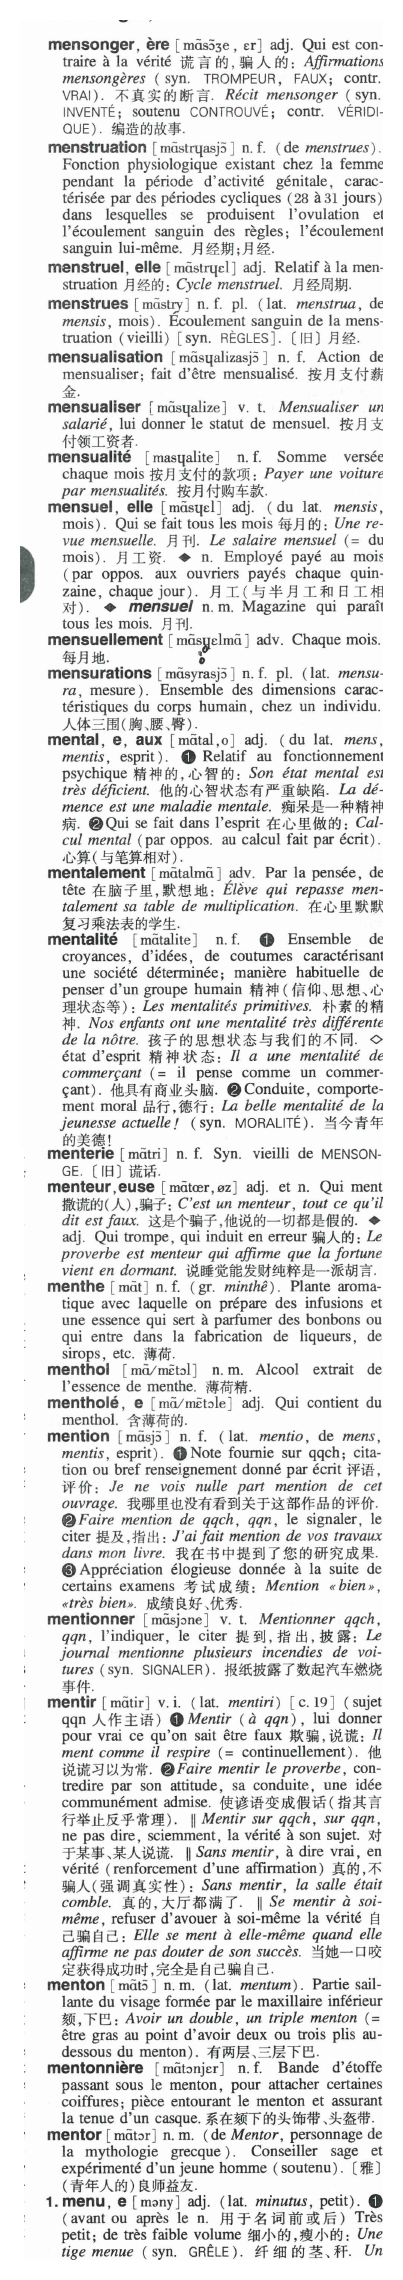 mensonger, ère [mɑ̃sɔ̃ʒe, ɛr] adj. Qui est con-
traire à la vérité 谎言的,骗人的: Affirmations
mensongères (syn. TROMPEUR, FAUX; contr.
VRAI). 不真实的断言. Récit mensonger (syn.
INVENTÉ; soutenu CONTROUVÉ; contr. VÉRIDI-
QUE). 编造的故事.
menstruation [mɑ̃stryasjɔ̃] n. f. (de menstrues).
Fonction physiologique existant chez la femme
pendant la période d'activité génitale, carac-
térisée par des périodes cycliques (28 à 31 jours)
dans lesquelles se produisent l'ovulation et
l'écoulement sanguin des règles; l'écoulement
sanguin lui-même. 月经期;月经.
menstruel, elle [mɑ̃stryɛl] adj. Relatif à la men-
struation 月经的: Cycle menstruel. 月经周期.
menstrues [mɑ̃stry] n. f. pl. (lat. menstrua, de
mensis, mois). Écoulement sanguin de la mens-
truation (vieilli) [syn. RÈGLES]. 〔旧〕月经.
mensualisation [mɑ̃sɥalizasjɔ̃] n. f. Action de
mensualiser; fait d'être mensualisé. 按月支付薪
金.
mensualiser [mɑ̃sɥalize] v. t. Mensualiser un
salarié, lui donner le statut de mensuel. 按月支
付领工资者.
mensualité [masɥalite] n. f. Somme versée
chaque mois 按月支付的款项: Payer une voiture
par mensualités. 按月付购车款.
mensuel, elle [mɑ̃sɥɛl] adj. (du lat. mensis,
mois). Qui se fait tous les mois 每月的: Une re-
vue mensuelle. 月刊. Le salaire mensuel (= du
mois). 月工资. ◆ n. Employé payé au mois
(par oppos. aux ouvriers payés chaque quin-
zaine, chaque jour). 月工(与半月工和日工相
对). ◆ mensuel n. m. Magazine qui paraît
tous les mois. 月刊.
mensuellement [mɑ̃sɥɛlmɑ̃] adv. Chaque mois.
每月地.
mensurations [mɑ̃syrasjɔ̃] n. f. pl. (lat. mensu-
ra, mesure). Ensemble des dimensions carac-
téristiques du corps humain, chez un individu.
人体三围(胸、腰、臀).
mental, e, aux [mɑ̃tal,o] adj. (du lat. mens,
mentis, esprit). ❶ Relatif au fonctionnement
psychique 精神的,心智的: Son état mental est
très déficient. 他的心智状态有严重缺陷. La dé-
mence est une maladie mentale. 痴呆是一种精神
病. ❷ Qui se fait dans l'esprit 在心里做的: Cal-
cul mental (par oppos. au calcul fait par écrit).
心算(与笔算相对).
mentalement [mɑ̃talmɑ̃] adv. Par la pensée, de
tête 在脑子里,默想地: Élève qui repasse men-
talement sa table de multiplication. 在心里默默
复习乘法表的学生.
mentalité [mɑ̃talite] n. f. ❶ Ensemble de
croyances, d'idées, de coutumes caractérisant
une société déterminée; manière habituelle de
penser d'un groupe humain 精神(信仰、思想、心
理状态等): Les mentalités primitives. 朴素的精
神. Nos enfants ont une mentalité très différente
de la nôtre. 孩子的思想状态与我们的不同. ◇
état d'esprit 精神状态: Il a une mentalité de
commerçant (= il pense comme un commer-
çant). 他具有商业头脑. ❷ Conduite, comporte-
ment moral 品行,德行: La belle mentalité de la
jeunesse actuelle! (syn. MORALITÉ). 当今青年
的美德!
menterie [mɑ̃tri] n. f. Syn. vieilli de MENSON-
GE. 〔旧〕谎话.
menteur,euse [mɑ̃tœr,øz] adj. et n. Qui ment
撒谎的(人),骗子: C'est un menteur, tout ce qu'il
dit est faux. 这是个骗子,他说的一切都是假的. ◆
adj. Qui trompe, qui induit en erreur 骗人的: Le
proverbe est menteur qui affirme que la fortune
vient en dormant. 说睡觉能发财纯粹是一派胡言.
menthe [mɑ̃t] n. f. (gr. minthê). Plante aroma-
tique avec laquelle on prépare des infusions et
une essence qui sert à parfumer des bonbons ou
qui entre dans la fabrication de liqueurs, de
sirops, etc. 薄荷.
menthol [mɑ̃/mɛ̃tɔl] n. m. Alcool extrait de
l'essence de menthe. 薄荷精.
mentholé, e [mɑ̃/mɛ̃tɔle] adj. Qui contient du
menthol. 含薄荷的.
mention [mɑ̃sjɔ̃] n. f. (lat. mentio, de mens,
mentis, esprit). ❶ Note fournie sur qqch; cita-
tion ou bref renseignement donné par écrit 评语,
评价: Je ne vois nulle part mention de cet
ouvrage. 我哪里也没有看到关于这部作品的评价.
❷ Faire mention de qqch, qqn, le signaler, le
citer 提及,指出: J'ai fait mention de vos travaux
dans mon livre. 我在书中提到了您的研究成果.
❸ Appréciation élogieuse donnée à la suite de
certains examens 考试成绩: Mention «bien»,
«très bien». 成绩良好、优秀.
mentionner [mɑ̃sjɔne] v. t. Mentionner qqch,
qqn, l'indiquer, le citer 提到,指出,披露: Le
journal mentionne plusieurs incendies de voi-
tures (syn. SIGNALER). 报纸披露了数起汽车燃烧
事件.
mentir [mɑ̃tir] v. i. (lat. mentiri) [c. 19] (sujet
qqn 人作主语) ❶ Mentir (à qqn), lui donner
pour vrai ce qu'on sait être faux 欺骗,说谎: Il
ment comme il respire (= continuellement). 他
说谎习以为常. ❷ Faire mentir le proverbe, con-
tredire par son attitude, sa conduite, une idée
communément admise. 使谚语变成假话(指其言
行举止反乎常理). ‖ Mentir sur qqch, sur qqn,
ne pas dire, sciemment, la vérité à son sujet. 对
于某事、某人说谎. ‖ Sans mentir, à dire vrai, en
vérité (renforcement d'une affirmation) 真的,不
骗人(强调真实性): Sans mentir, la salle était
comble. 真的,大厅都满了. ‖ Se mentir à soi-
même, refuser d'avouer à soi-même la vérité 自
己骗自己: Elle se ment à elle-même quand elle
affirme ne pas douter de son succès. 当她一口咬
定获得成功时,完全是自己骗自己.
menton [mɑ̃tɔ̃] n. m. (lat. mentum). Partie sail-
lante du visage formée par le maxillaire inférieur
颏,下巴: Avoir un double, un triple menton (=
être gras au point d'avoir deux ou trois plis au-
dessous du menton). 有两层、三层下巴.
mentonnière [mɑ̃tɔnjɛr] n. f. Bande d'étoffe
passant sous le menton, pour attacher certaines
coiffures; pièce entourant le menton et assurant
la tenue d'un casque. 系在颏下的头饰带、头盔带.
mentor [mɑ̃tɔr] n. m. (de Mentor, personnage de
la mythologie grecque). Conseiller sage et
expérimenté d'un jeune homme (soutenu). 〔雅〕
(青年人的)良师益友.
1. menu, e [məny] adj. (lat. minutus, petit). ❶
(avant ou après le n. 用于名词前或后) Très
petit; de très faible volume 细小的,瘦小的: Une
tige menue (syn. GRÊLE). 纤细的茎、秆. Un